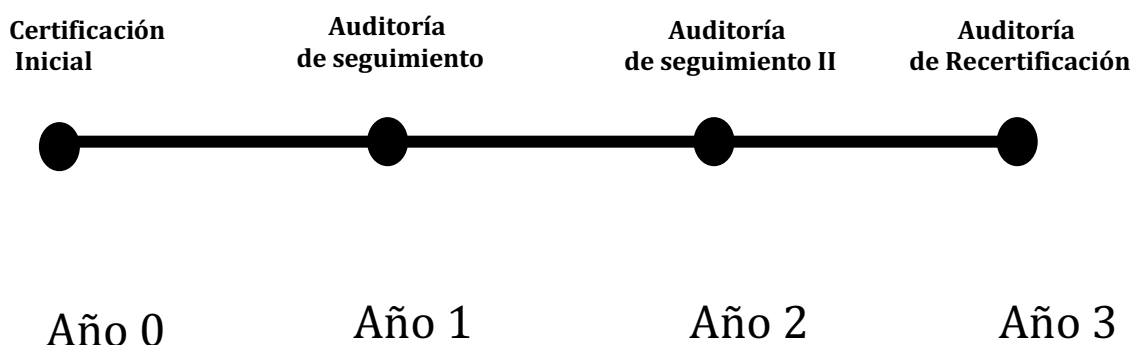 Certificación
Inicial
Auditoría
de seguimiento
Auditoría
de seguimiento II
Auditoría
de Recertificación
Año 0
Año 1
Año 2
Año 3